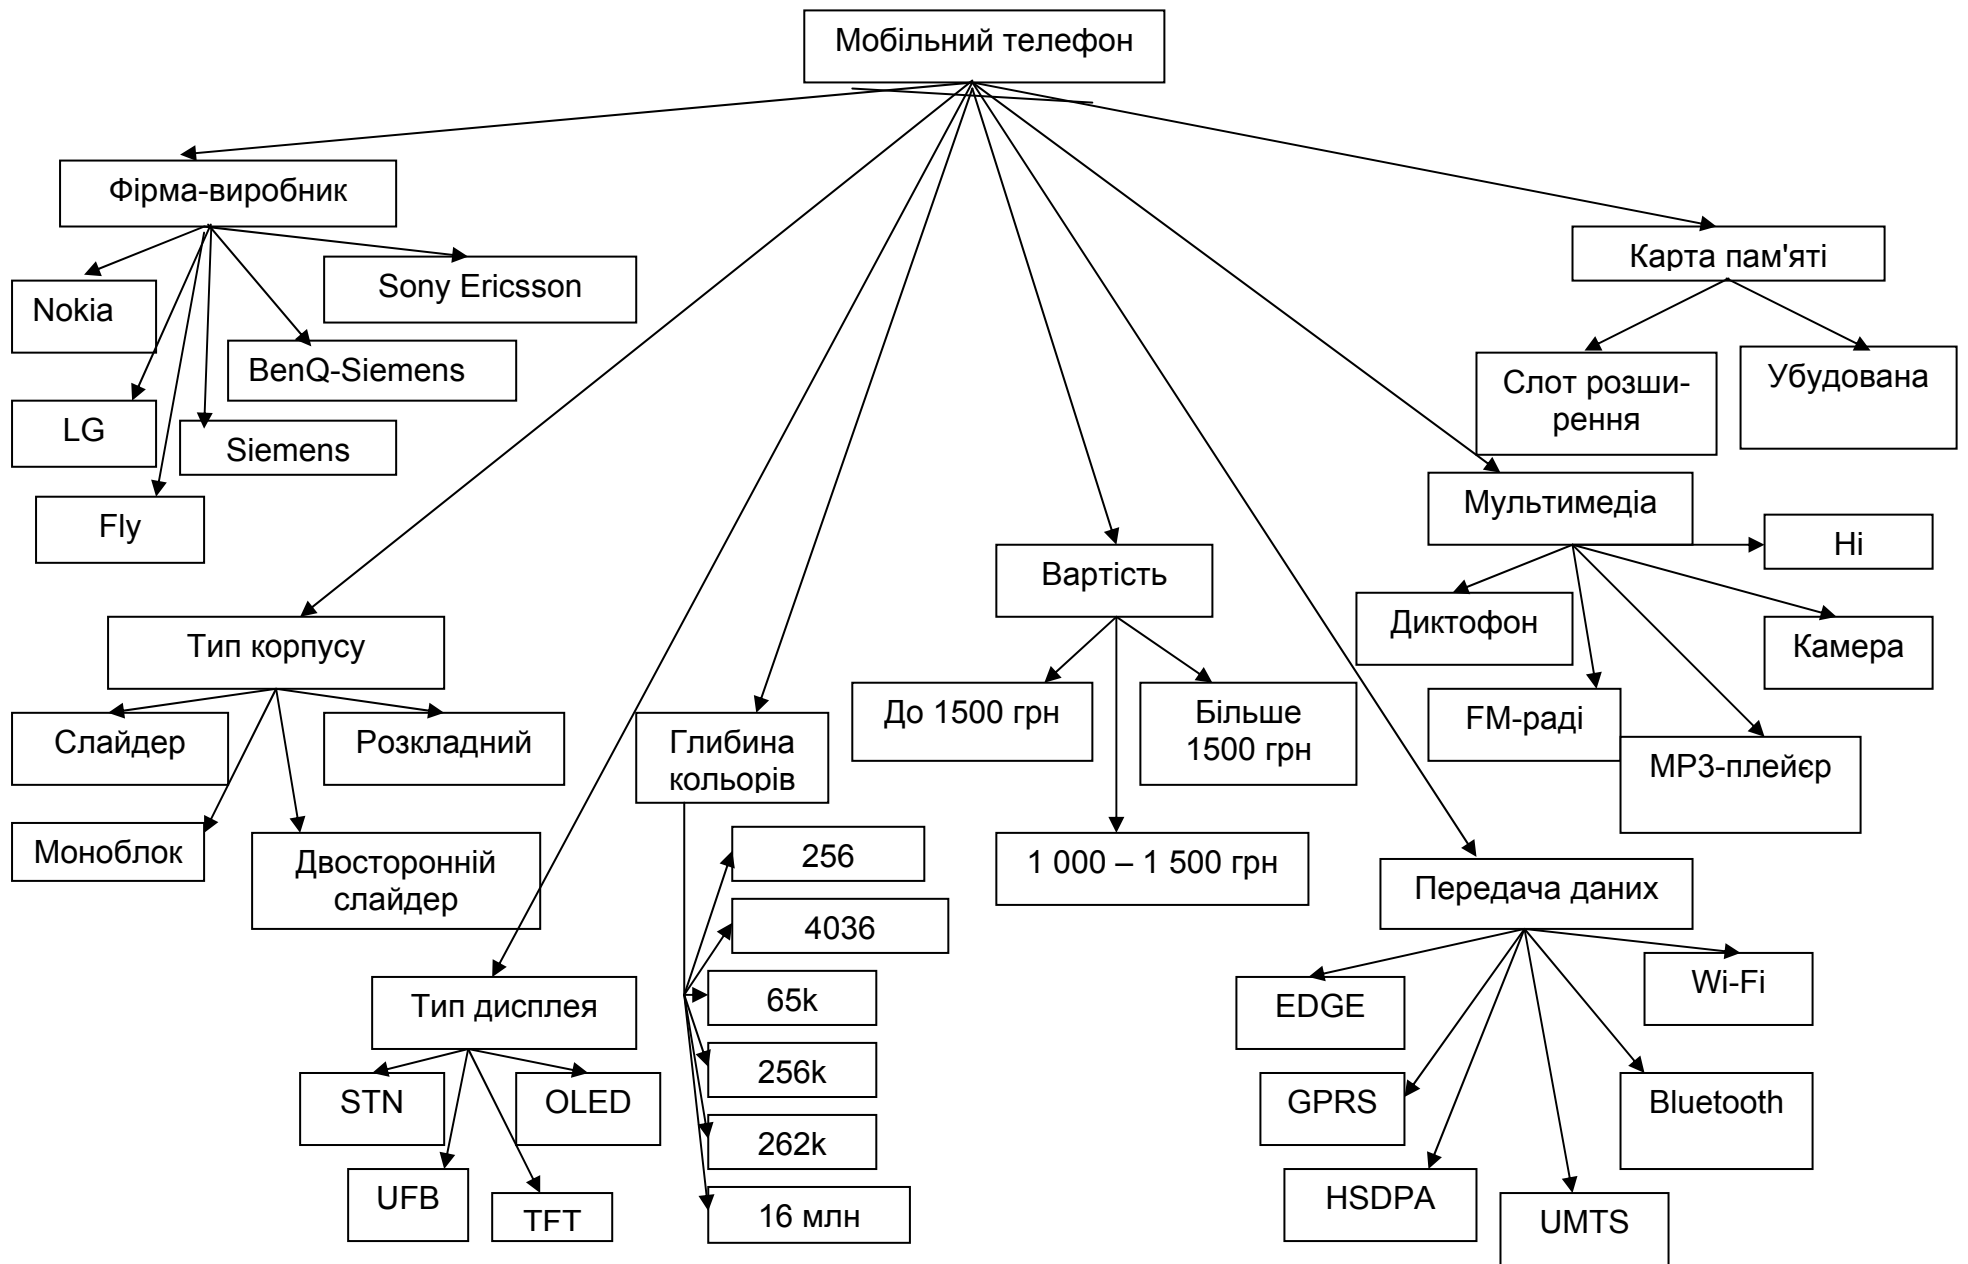 Мобільний телефон
Фірма-виробник
Nokia
Sony Ericsson
BenQ-Siemens
LG
Siemens
Fly
Карта пам'яті
Слот розши-
рення
Убудована
Мультимедіа
Ні
Диктофон
Камера
FM-раді
MP3-плейєр
Вартість
До 1500 грн
Більше
1500 грн
1 000 – 1 500 грн
Тип корпусу
Слайдер
Розкладний
Моноблок
Двосторонній
слайдер
Глибина
кольорів
256
4036
65k
256k
262k
16 млн
Тип дисплея
STN
OLED
UFB
TFT
Передача даних
EDGE
Wi-Fi
GPRS
Bluetooth
HSDPA
UMTS